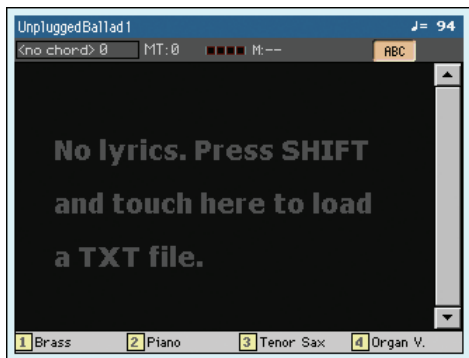 UnpluggedBallad1 ♩= 94
<no chord> 0 MT:0 M:-- ABC
No lyrics. Press SHIFT
and touch here to load
a TXT file.
1 Brass 2 Piano 3 Tenor Sax 4 Organ V.